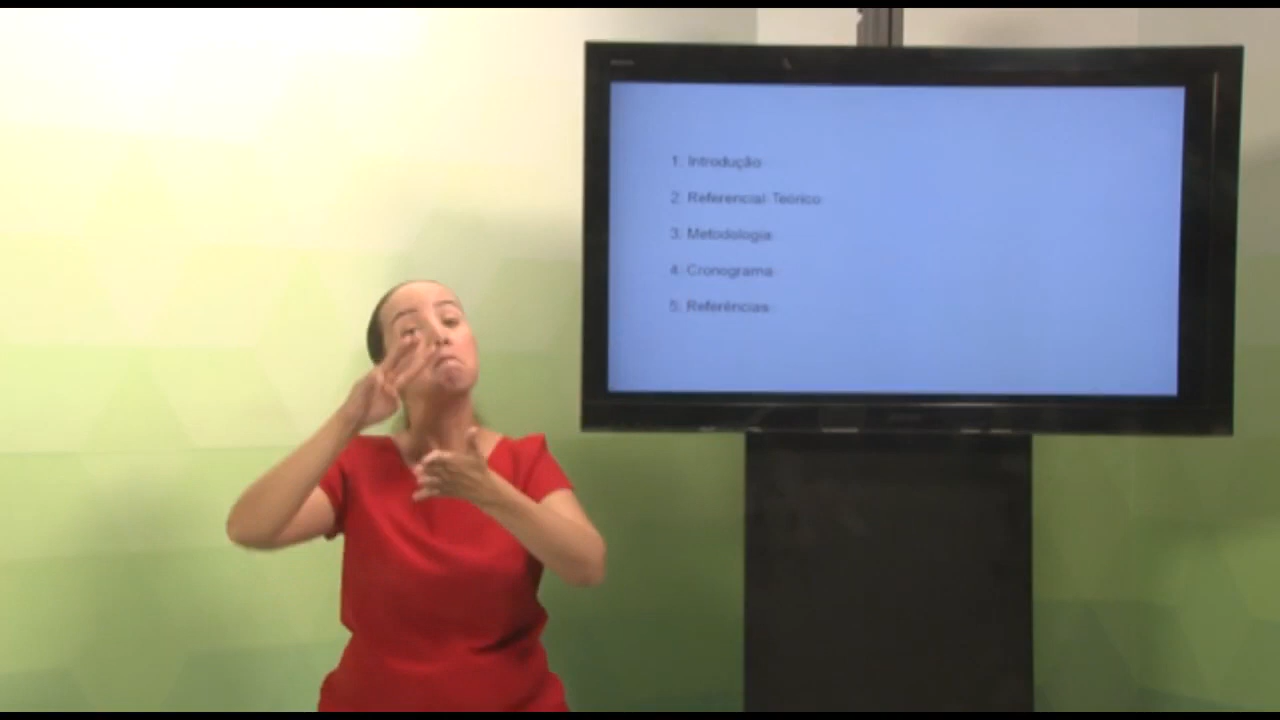 1. Introdução
2. Referencial Teórico
3. Metodologia
4. Cronograma
5. Referências